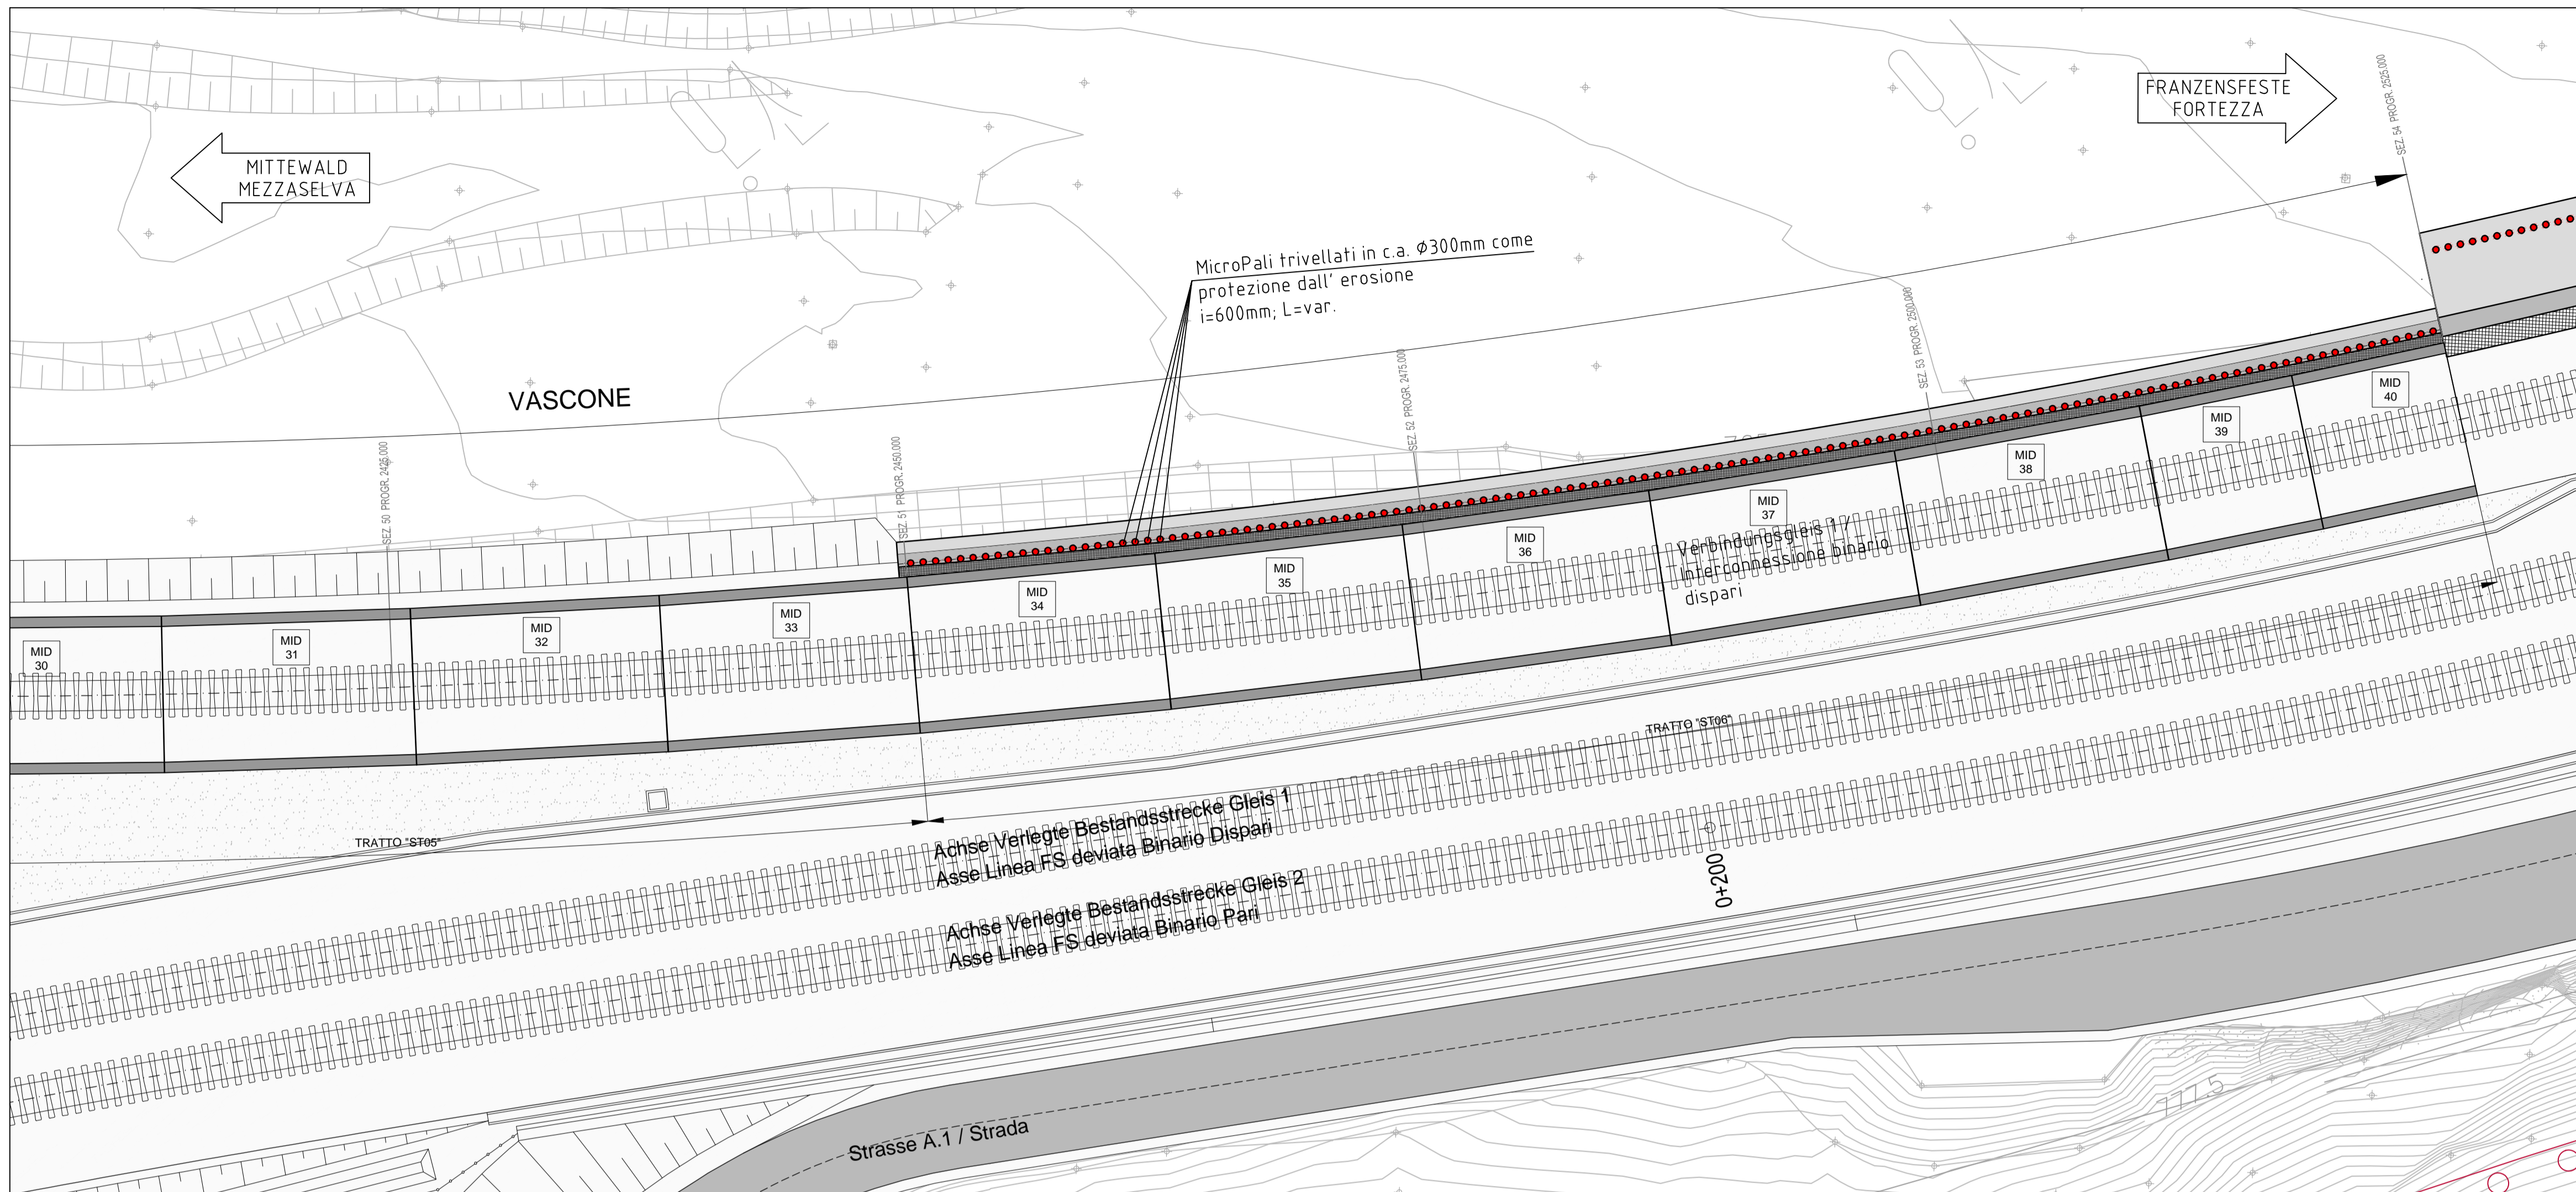 FRANZENSFESTE
FORTEZZA
SEZ. 54 PROGR. 2525.000
MITTEWALD
MEZZASELVA
MicroPali trivellati in c.a. Ø300mm come
protezione dall' erosione
i=600mm; L=var.
VASCONE
SEZ. 50 PROGR. 2425.000
SEZ. 51 PROGR. 2450.000
SEZ. 52 PROGR. 2475.000
SEZ. 53 PROGR. 2500.000
MID
30
MID
31
MID
32
MID
33
MID
34
MID
35
MID
36
MID
37
MID
38
MID
39
MID
40
Verbindungsgleis 1 /
Interconnessione binario
dispari
TRATTO "ST05"
TRATTO "ST06"
Achse Verlegte Bestandsstrecke Gleis 1
Asse Linea FS deviata Binario Dispari
Achse Verlegte Bestandsstrecke Gleis 2
Asse Linea FS deviata Binario Pari
0+200
Strasse A.1 / Strada